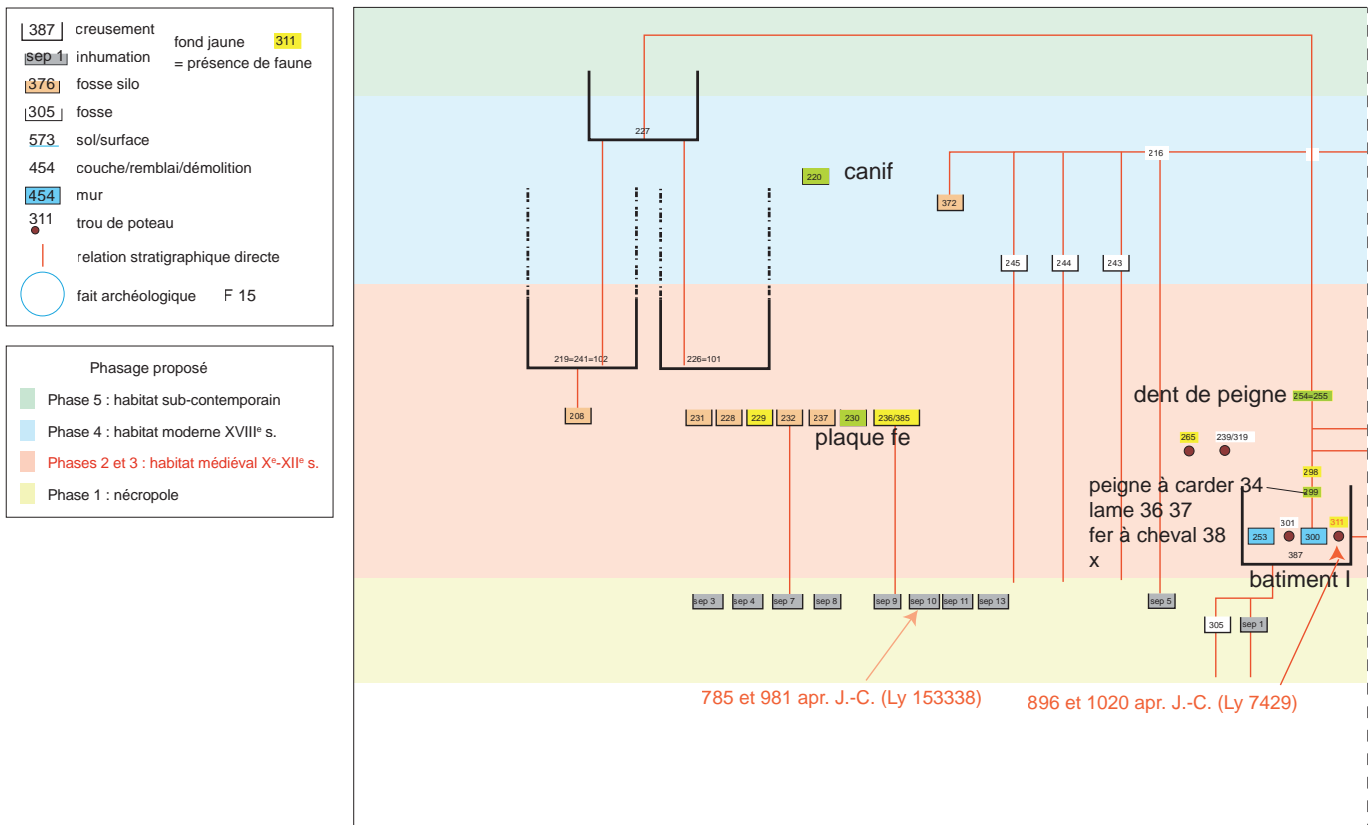 387 creusement
sep 1 inhumation
fond jaune 311
= présence de faune
376 fosse silo
305 fosse
573 sol/surface
454 couche/remblai/démolition
454 mur
311 trou de poteau
relation stratigraphique directe
fait archéologique F 15
Phasage proposé
Phase 5 : habitat sub-contemporain
Phase 4 : habitat moderne XVIIIe s.
Phases 2 et 3 : habitat médiéval Xe-XIIe s.
Phase 1 : nécropole
227
216
220 canif
372
245 244 243
219=241=102 226=101
dent de peigne 254=255
208
231 228 229 232 237 230 236/385
plaque fe
265 239/319
298
peigne à carder 34
299
lame 36 37
fer à cheval 38
x
301 311
253 300
387
batiment I
sep 3 sep 4 sep 7 sep 8 sep 9 sep 10 sep 11 sep 13 sep 5
305 sep 1
785 et 981 apr. J.-C. (Ly 153338)
896 et 1020 apr. J.-C. (Ly 7429)